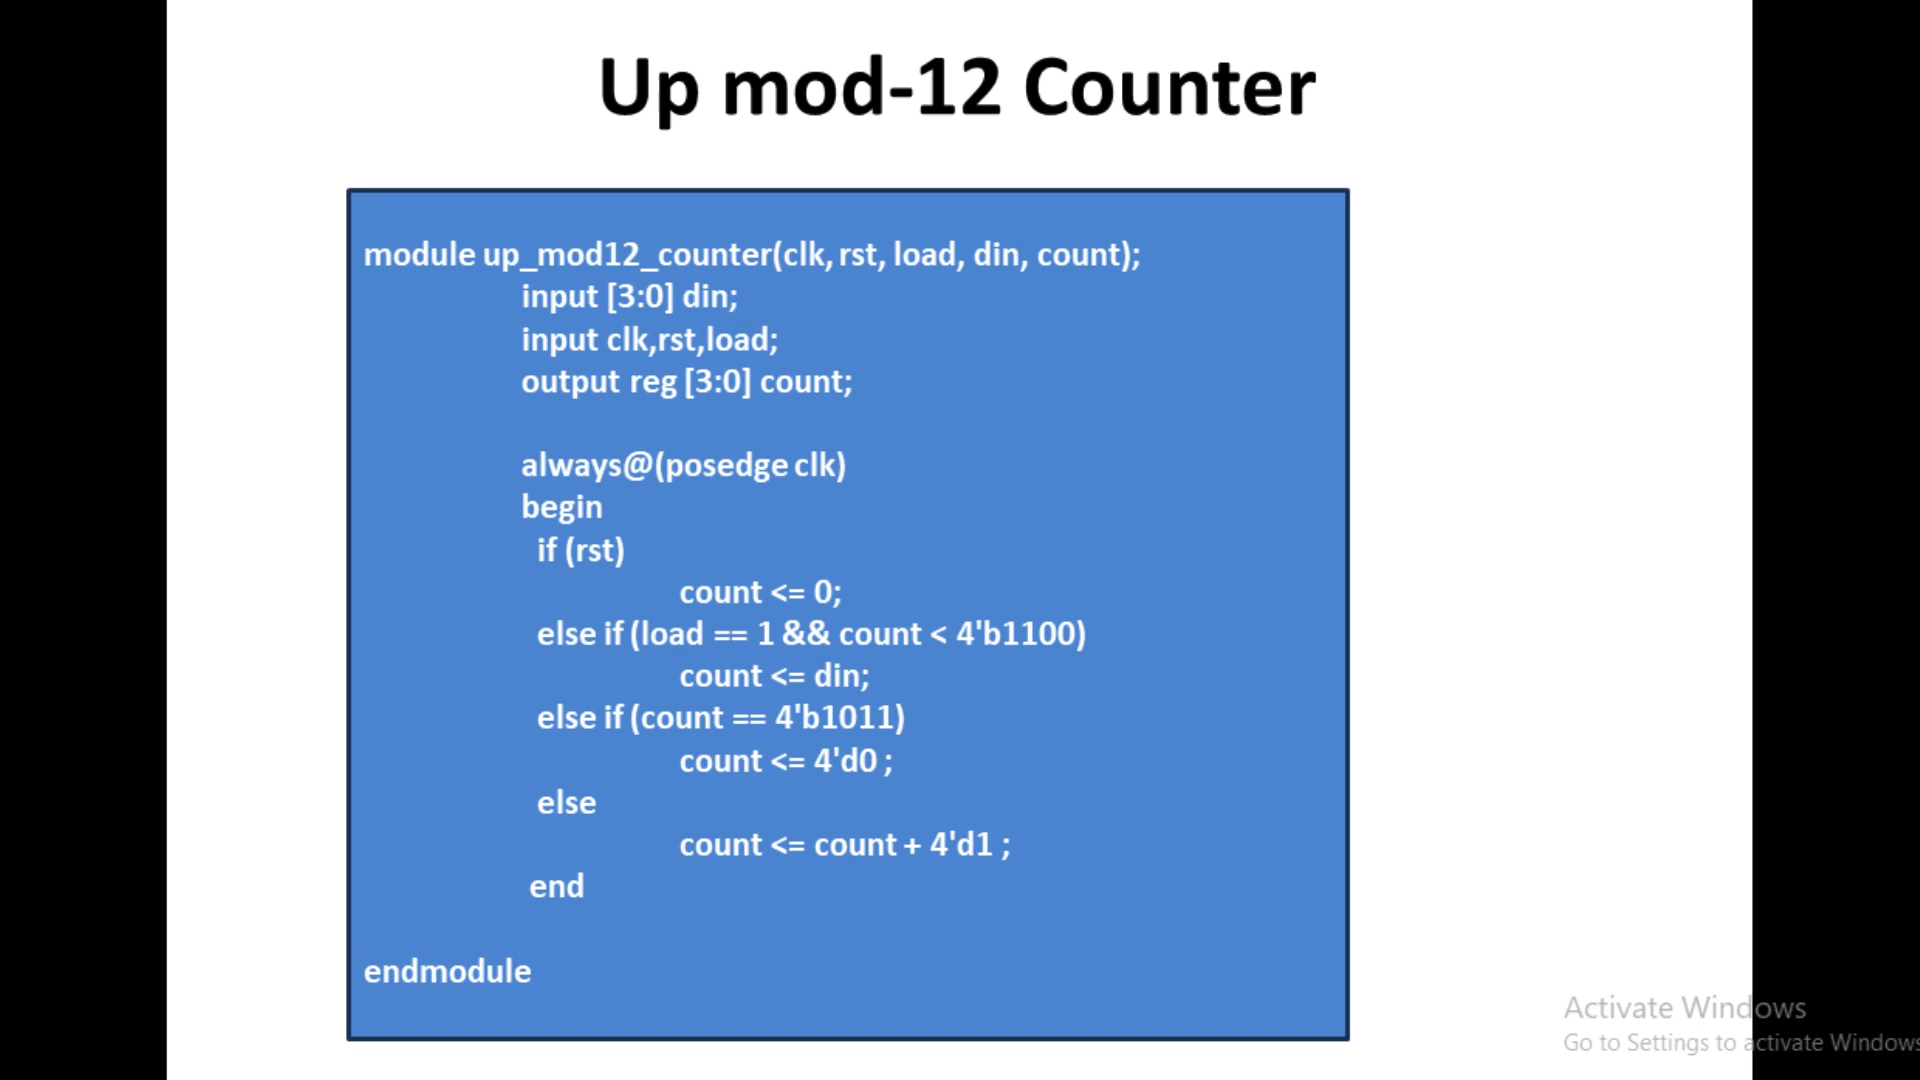 Up mod-12 Counter
module up_mod12_counter(clk, rst, load, din, count);
input [3:0] din;
input clk,rst,load;
output reg [3:0] count;
always@(posedge clk)
begin
if (rst)
count <= 0;
else if (load == 1 && count < 4'b1100)
count <= din;
else if (count == 4'b1011)
count <= 4'd0 ;
else
count <= count + 4'd1 ;
end
endmodule
Activate Windows
Go to Settings to activate Windows